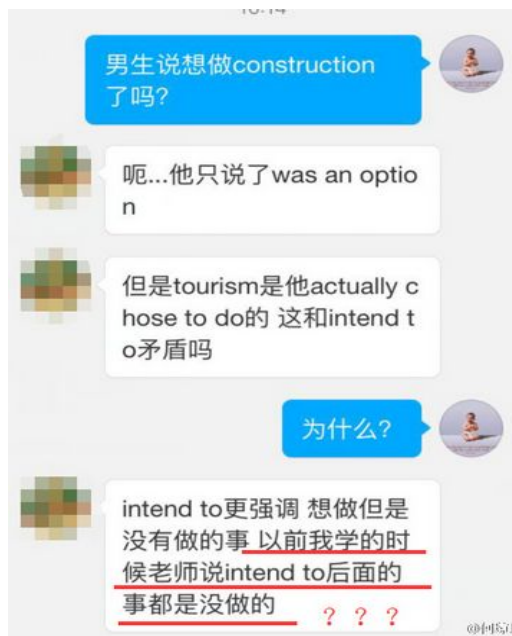 男生说想做construction
了吗?
呃...他只说了was an optio
n
但是tourism是他actually c
hose to do的 这和intend t
o矛盾吗
为什么?
intend to更强调 想做但是
没有做的事 以前我学的时
候老师说intend to后面的
事都是没做的 ？？？